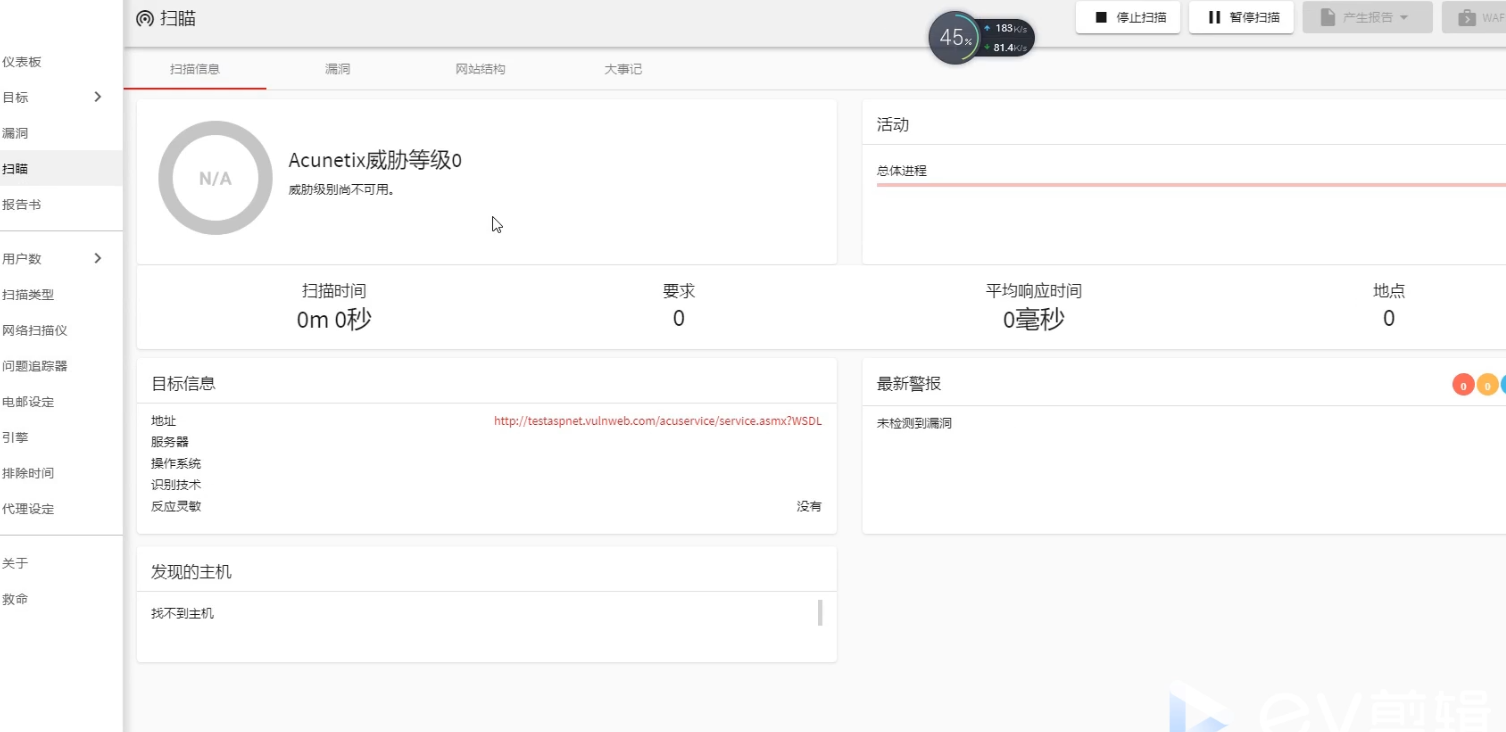 扫瞄
停止扫描
暂停扫描
产生报告
WAF
45%
183K/s
81.4K/s
仪表板
目标
漏洞
扫瞄
报告书
用户数
扫描类型
网络扫描仪
问题追踪器
电邮设定
引擎
排除时间
代理设定
关于
救命
扫描信息
漏洞
网站结构
大事记
N/A
Acunetix威胁等级0
威胁级别尚不可用。
活动
总体进程
扫描时间
0m 0秒
要求
0
平均响应时间
0毫秒
地点
0
目标信息
地址
http://testaspnet.vulnweb.com/acuservice/service.asmx?WSDL
服务器
操作系统
识别技术
反应灵敏
没有
最新警报
0
0
未检测到漏洞
发现的主机
找不到主机
ev剪辑